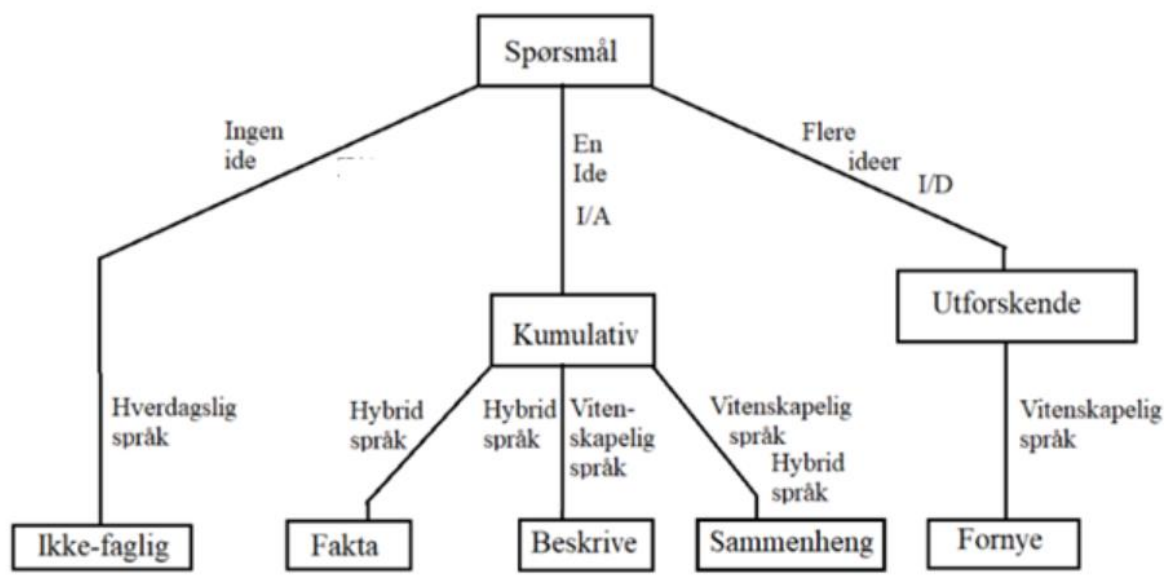 Spørsmål
Ingen
ide
En
Ide
I/A
Flere
ideer
I/D
Kumulativ
Utforskende
Hverdagslig
språk
Hybrid
språk
Hybrid
språk
Viten-
skapelig
språk
Vitenskapelig
språk
Hybrid
språk
Vitenskapelig
språk
Ikke-faglig
Fakta
Beskrive
Sammenheng
Fornye